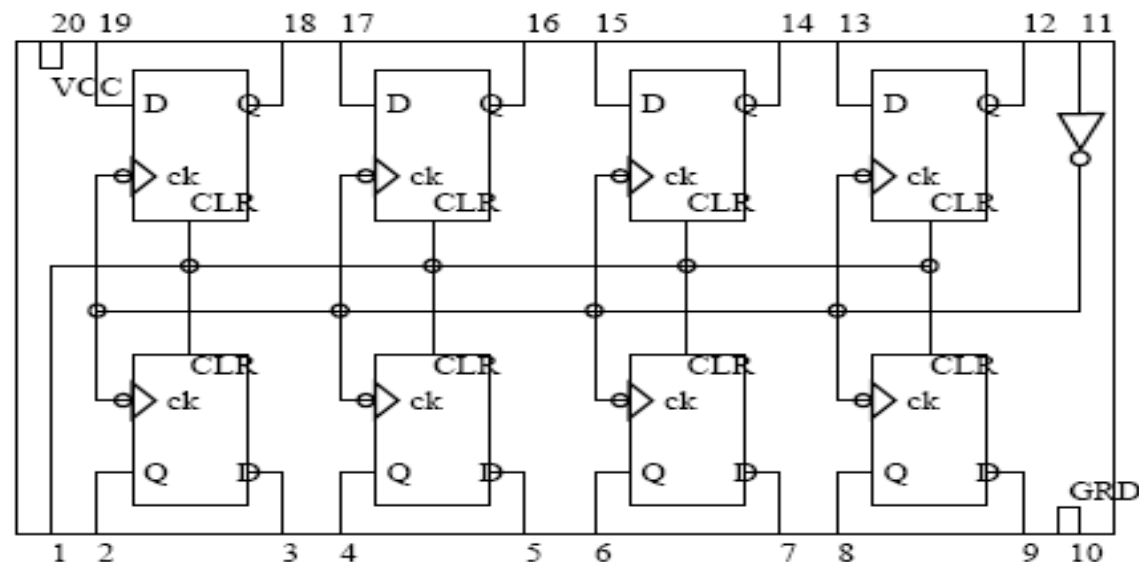 20 19 18 17 16 15 14 13 12 11
VCC
D Q D Q D Q D Q
ck ck ck ck
CLR CLR CLR CLR
CLR CLR CLR CLR
ck ck ck ck
Q D Q D Q D Q D
GRD
1 2 3 4 5 6 7 8 9 10